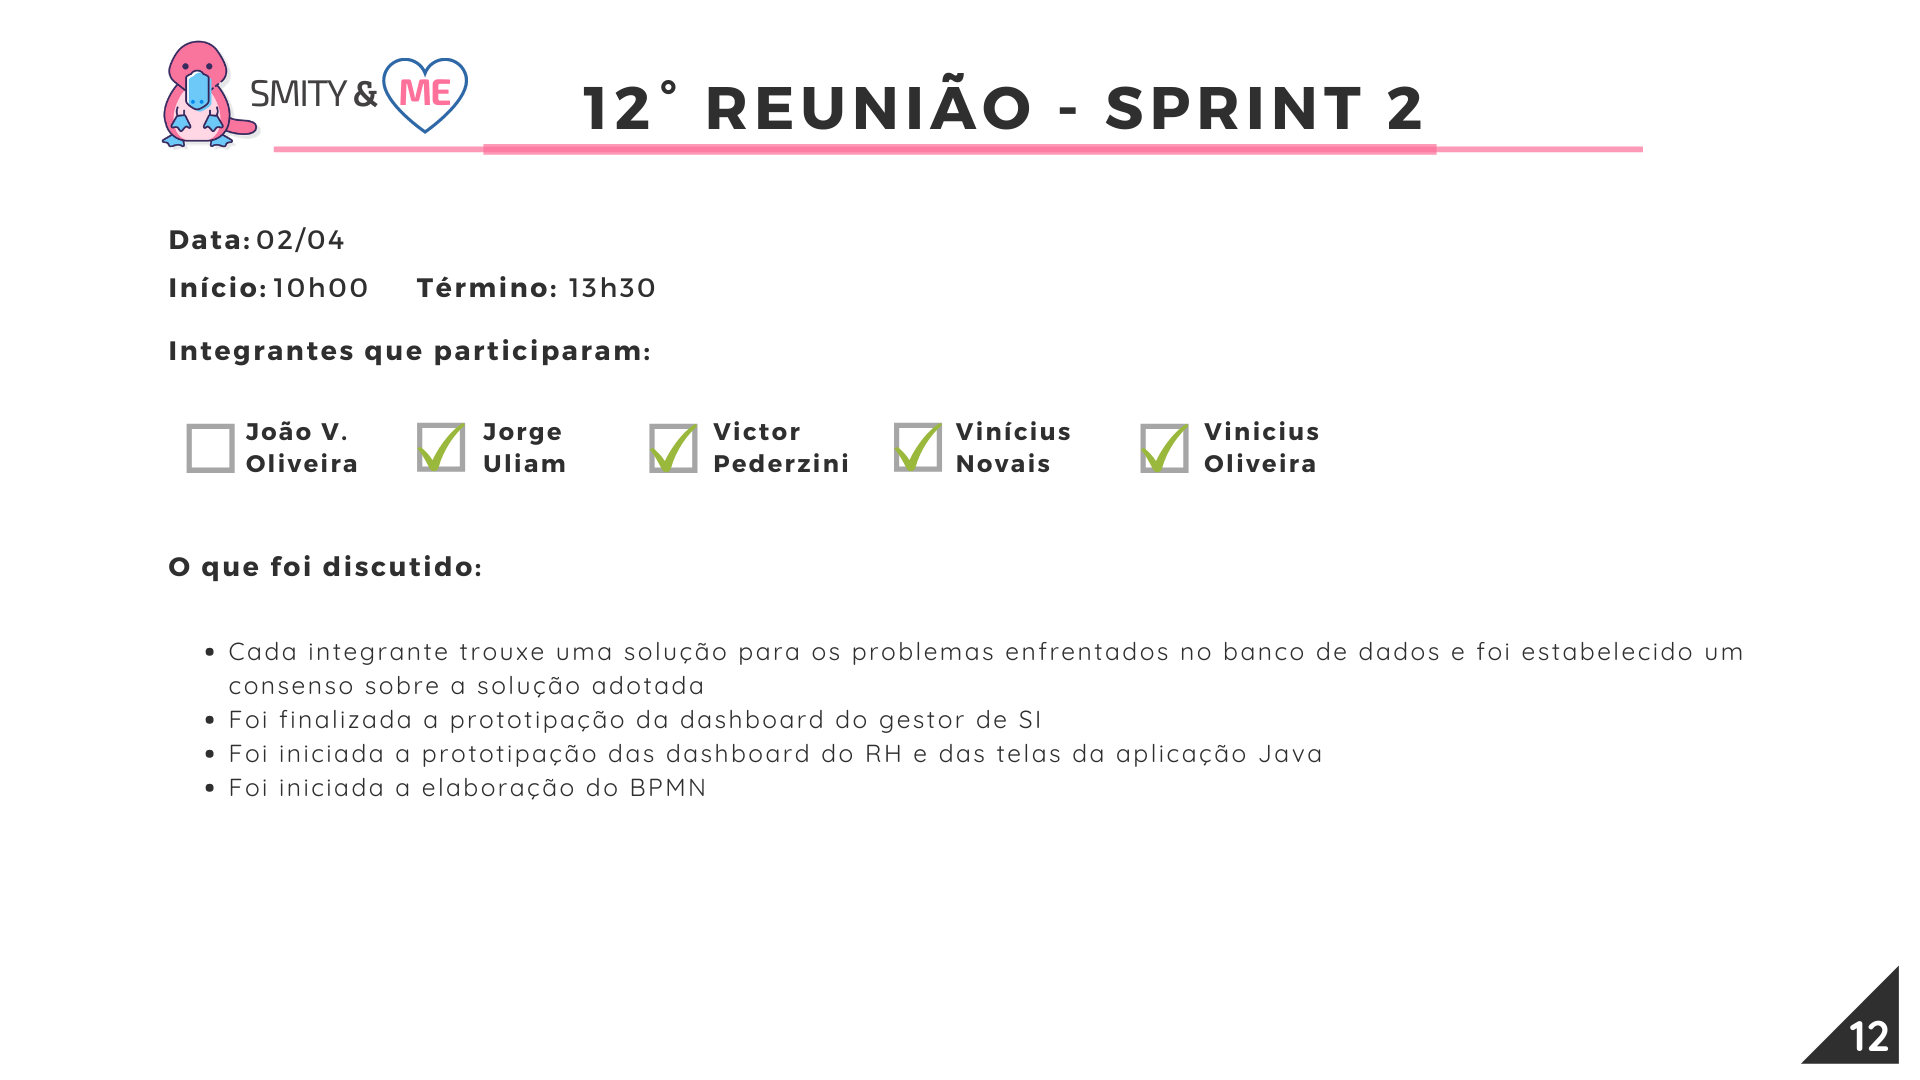 SMITY & ME
12° REUNIÃO - SPRINT 2
Data: 02/04
Início: 10h00 Término: 13h30
Integrantes que participaram:
João V.
Oliveira
Jorge
Uliam
Victor
Pederzini
Vinícius
Novais
Vinicius
Oliveira
O que foi discutido:
• Cada integrante trouxe uma solução para os problemas enfrentados no banco de dados e foi estabelecido um
consenso sobre a solução adotada
• Foi finalizada a prototipação da dashboard do gestor de SI
• Foi iniciada a prototipação das dashboard do RH e das telas da aplicação Java
• Foi iniciada a elaboração do BPMN
12